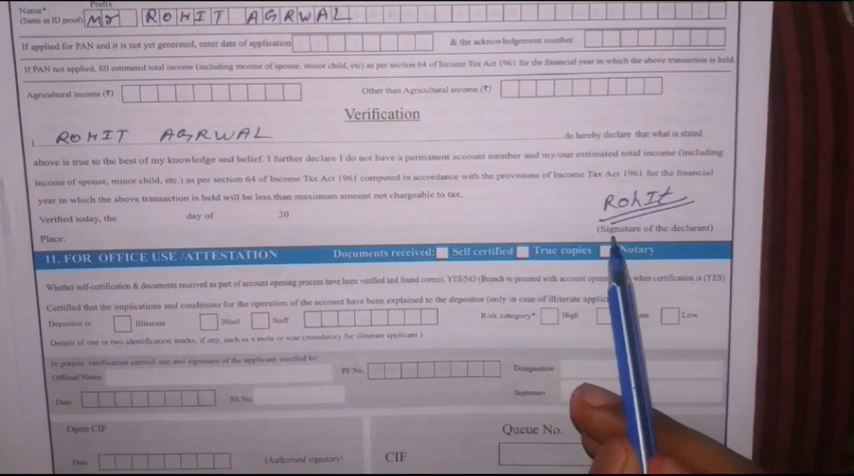 Prefix
Name*
(Same as ID proof) Mr ROHIT AGRWAL
If applied for PAN and it is not yet generated, enter date of application & the acknowledgement number.
If PAN not applied, fill estimated total income (including income of spouse, minor child, etc.) as per section 64 of Income Tax Act 1961 for the financial year in which the above transaction is held.
Agricultural income (₹) Other than Agricultural income (₹)
Verification
I ROHIT AGRWAL do hereby declare that what is stated
above is true to the best of my knowledge and belief. I further declare I do not have a permanent account number and my/our estimated total income (including
income of spouse, minor child, etc.) as per section 64 of Income Tax Act 1961 computed in accordance with the provisions of Income Tax Act 1961 for the financial
year in which the above transaction is held will be less than maximum amount not chargeable to tax.
RohIt
Verified today, the day of 20
(Signature of the declarant)
Place:
11. FOR OFFICE USE /ATTESTATION Documents received: Self certified True copies Notary
Whether self-certification & documents received as part of account opening process have been verified and found correct, YES/NO (Branch to proceed with account when certification is (YES)
Certified that the implications and conditions for the operation of the account have been explained to the depositor (only in case of illiterate
Depositor is Illiterate Blind Staff Risk category* High Low
Details of one or two identification marks, if any, such as a mole or scar (mandatory for illiterate applicant )
In person verification carried out and signature of the applicant verified by:
Official Name PF No. Designation
Date: SS No. Signature
Open CIF Queue No.
Date (Authorised signatory) CIF